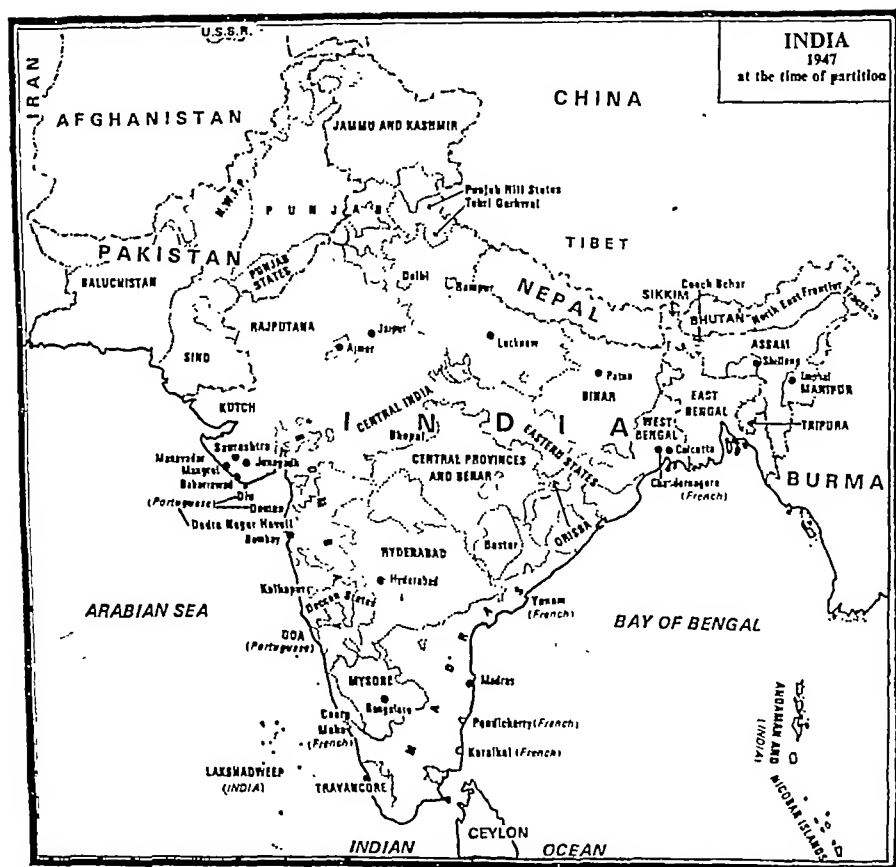 INDIA
1947
at the time of partition
U.S.S.R.
IRAN
CHINA
AFGHANISTAN
JAMMU AND KASHMIR
N.W.F.P.
PUNJAB
Punjab Hill States
Tehri Garhwal
TIBET
PAKISTAN
PUNJAB
STATES
BALUCHISTAN
Delhi
Rampur
NEPAL
SIKKIM
Cooch Behar
BHUTAN
North East Frontier Tracts
RAJPUTANA
Jaipur
Ajmer
Lucknow
ASSAM
Shillong
SIND
Patna
BIHAR
Imphal
MANIPUR
EAST
BENGAL
KUTCH
CENTRAL INDIA
INDIA
WEST
BENGAL
TRIPURA
Bhopal
EASTERN STATES
Calcutta
Saurashtra
Junagadh
Manavadar
Mangrol
Babariawad
CENTRAL PROVINCES
AND BERAR
Chandernagore
(French)
BURMA
Diu
(Portuguese)
Daman
Dadra Nagar Haveli
Bombay
BOMBAY
Bastar
ORISSA
HYDERABAD
Hyderabad
Kolhapur
Deccan States
Yanam
(French)
ARABIAN SEA
BAY OF BENGAL
GOA
(Portuguese)
MADRAS
MYSORE
Bangalore
Madras
Coorg
Mahe
(French)
Pondicherry (French)
Karaikal (French)
ANDAMAN AND
(INDIA)
NICOBAR ISLANDS
LAKSHADWEEP
(INDIA)
TRAVANCORE
CEYLON
INDIAN OCEAN